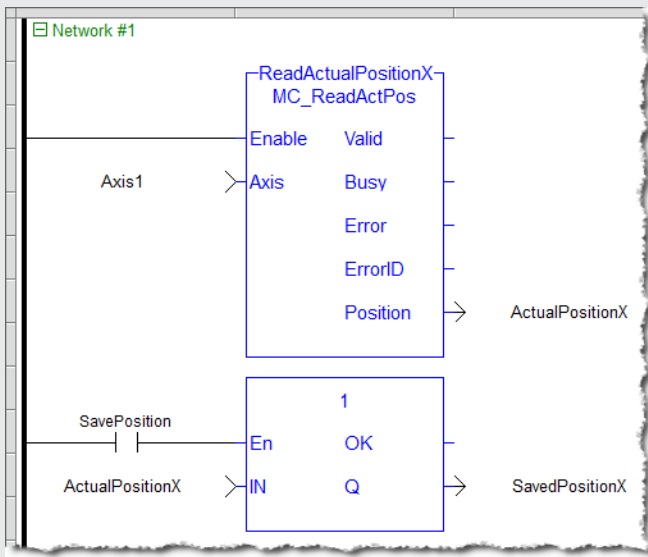 Network #1
ReadActualPositionX
MC_ReadActPos
Enable Valid
Axis1 Axis Busy
Error
ErrorID
Position ActualPositionX
1
SavePosition
En OK
ActualPositionX IN Q SavedPositionX